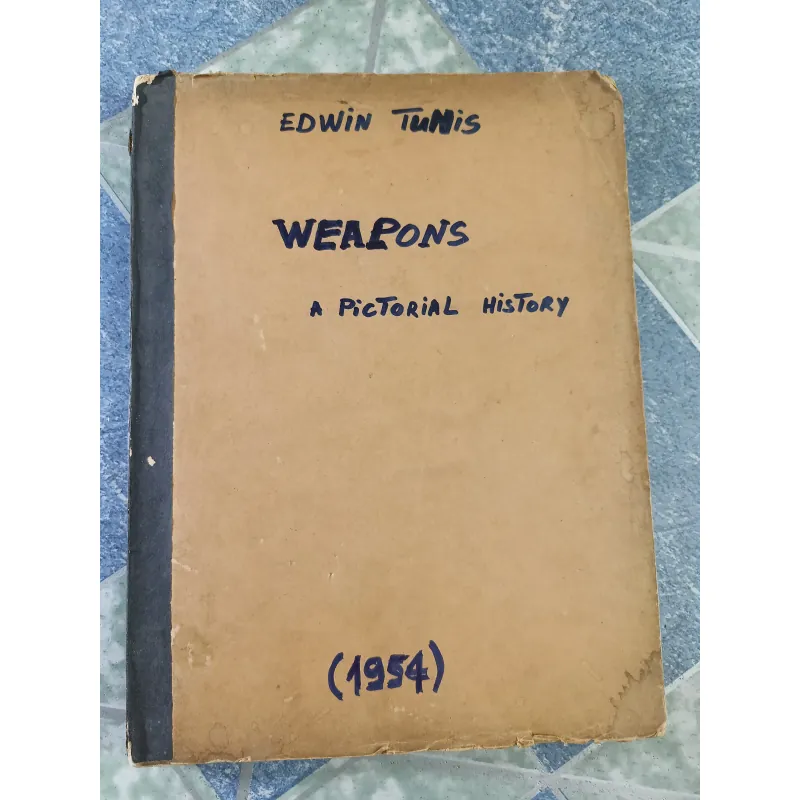 EDWiN TUNiS
WEAPONS
A PiCTORiAL HiSTORY
(1954)